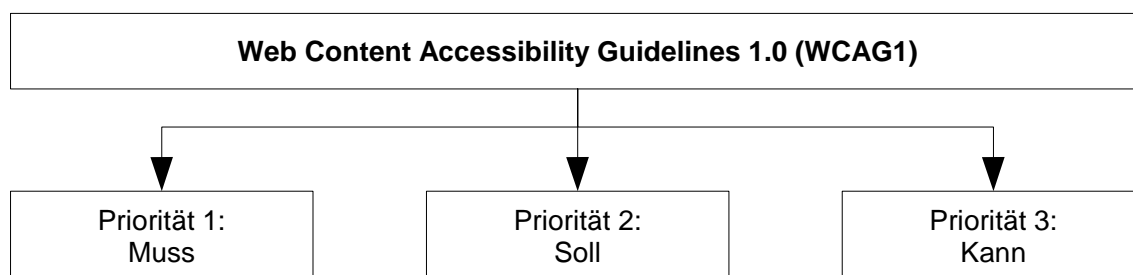 Web Content Accessibility Guidelines 1.0 (WCAG1)
Priorität 1:
Muss
Priorität 2:
Soll
Priorität 3:
Kann